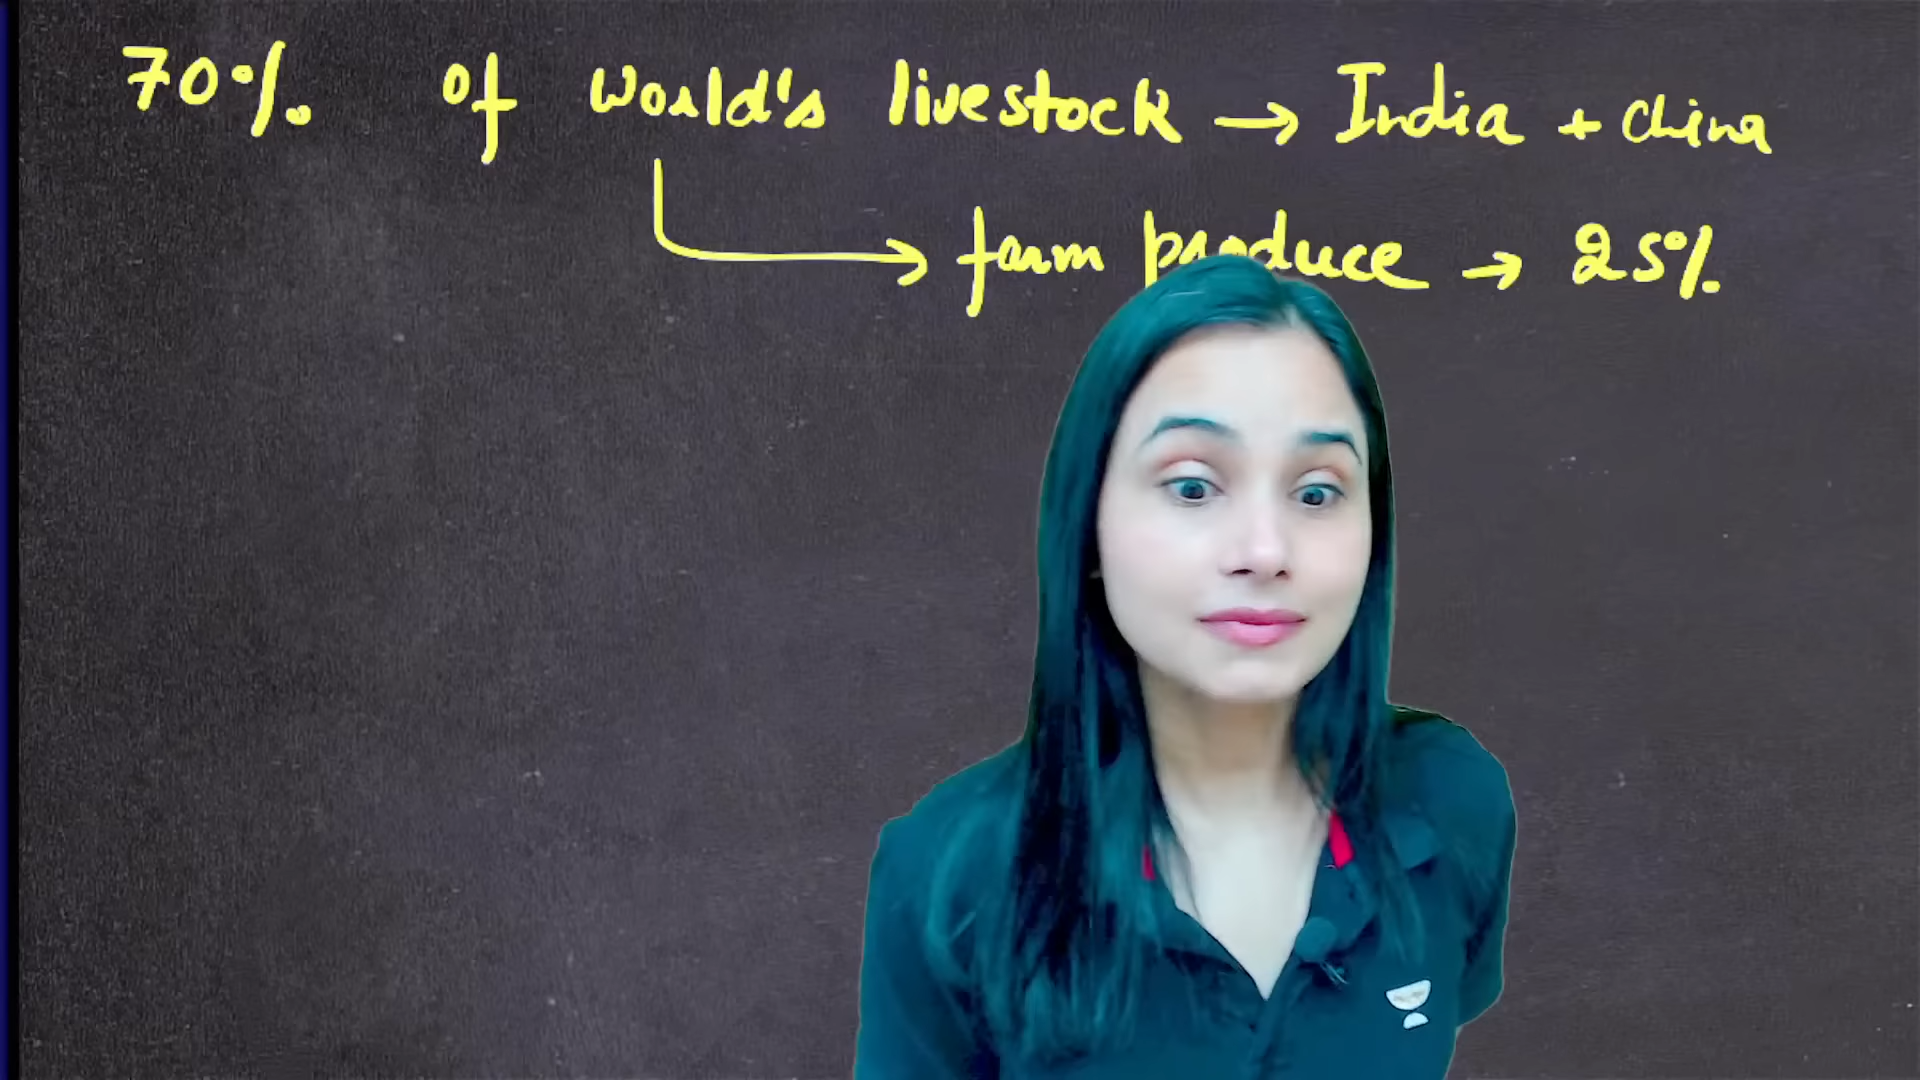 70% of world's livestock → India + China
→ farm produce → 25%